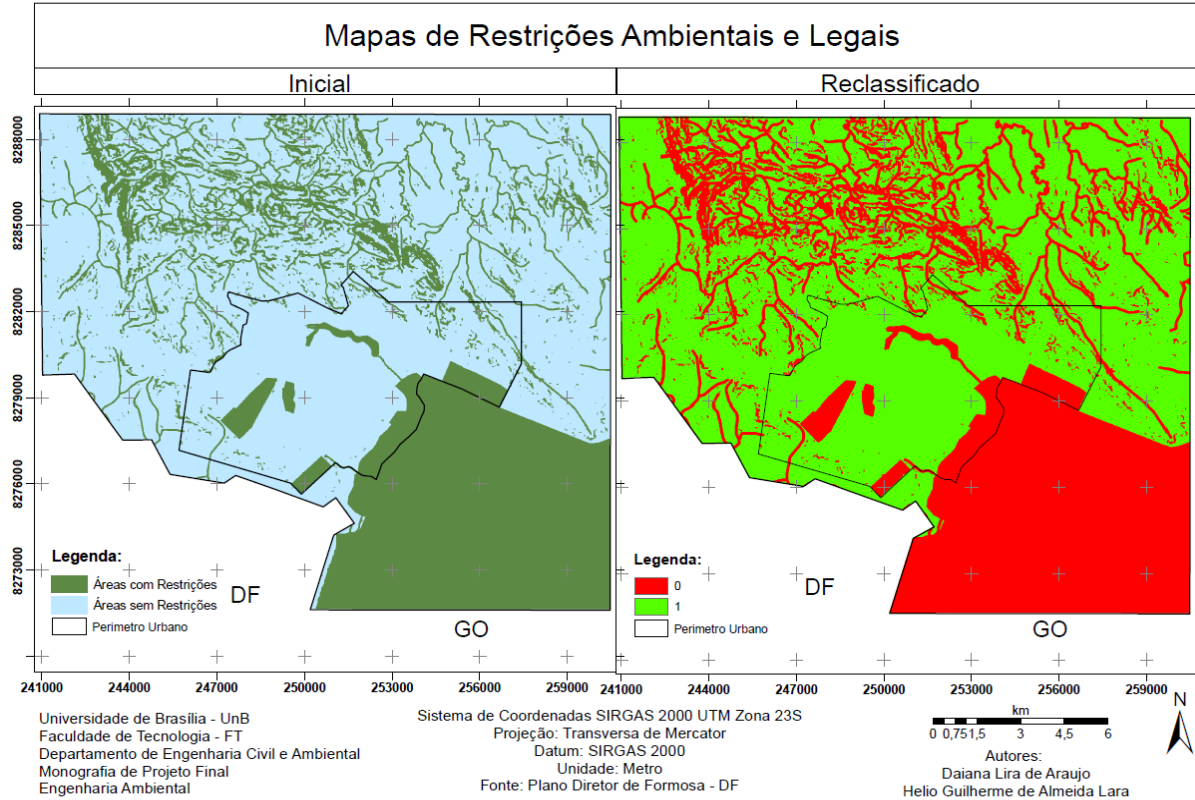 Mapas de Restrições Ambientais e Legais
Inicial
Reclassificado
8288000
8285000
8282000
8279000
8276000
8273000
Legenda:
Áreas com Restrições
Áreas sem Restrições
Perimetro Urbano
DF
GO
Legenda:
0
1
Perimetro Urbano
DF
GO
241000 244000 247000 250000 253000 256000 259000
241000 244000 247000 250000 253000 256000 259000
Universidade de Brasília - UnB
Faculdade de Tecnologia - FT
Departamento de Engenharia Civil e Ambiental
Monografia de Projeto Final
Engenharia Ambiental
Sistema de Coordenadas SIRGAS 2000 UTM Zona 23S
Projeção: Transversa de Mercator
Datum: SIRGAS 2000
Unidade: Metro
Fonte: Plano Diretor de Formosa - DF
km
0 0,75 1,5 3 4,5 6
Autores:
Daiana Lira de Araujo
Helio Guilherme de Almeida Lara
N